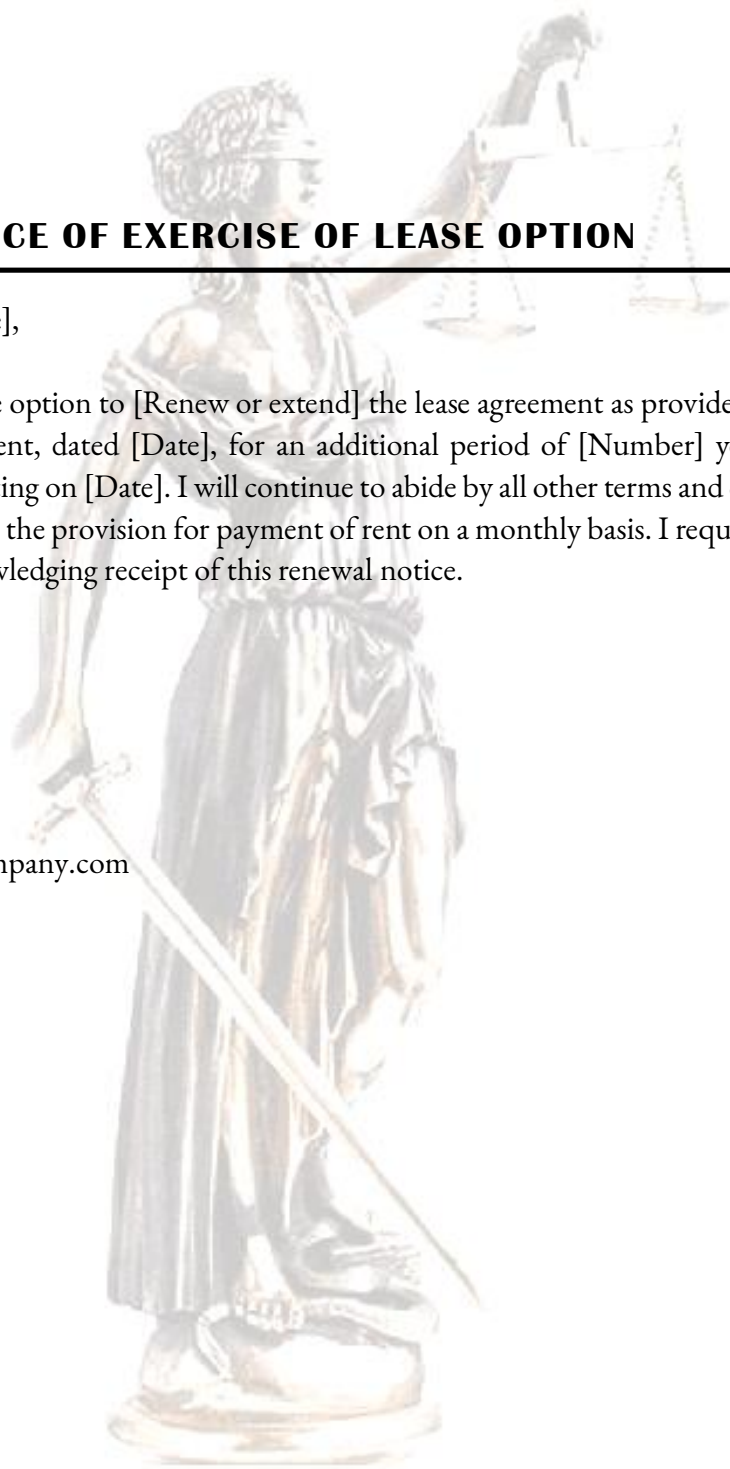 CE OF EXERCISE OF LEASE OPTION
],
option to [Renew or extend] the lease agreement as provide
ent, dated [Date], for an additional period of [Number] y
ing on [Date]. I will continue to abide by all other terms and
the provision for payment of rent on a monthly basis. I requ
wledging receipt of this renewal notice.
mpany.com